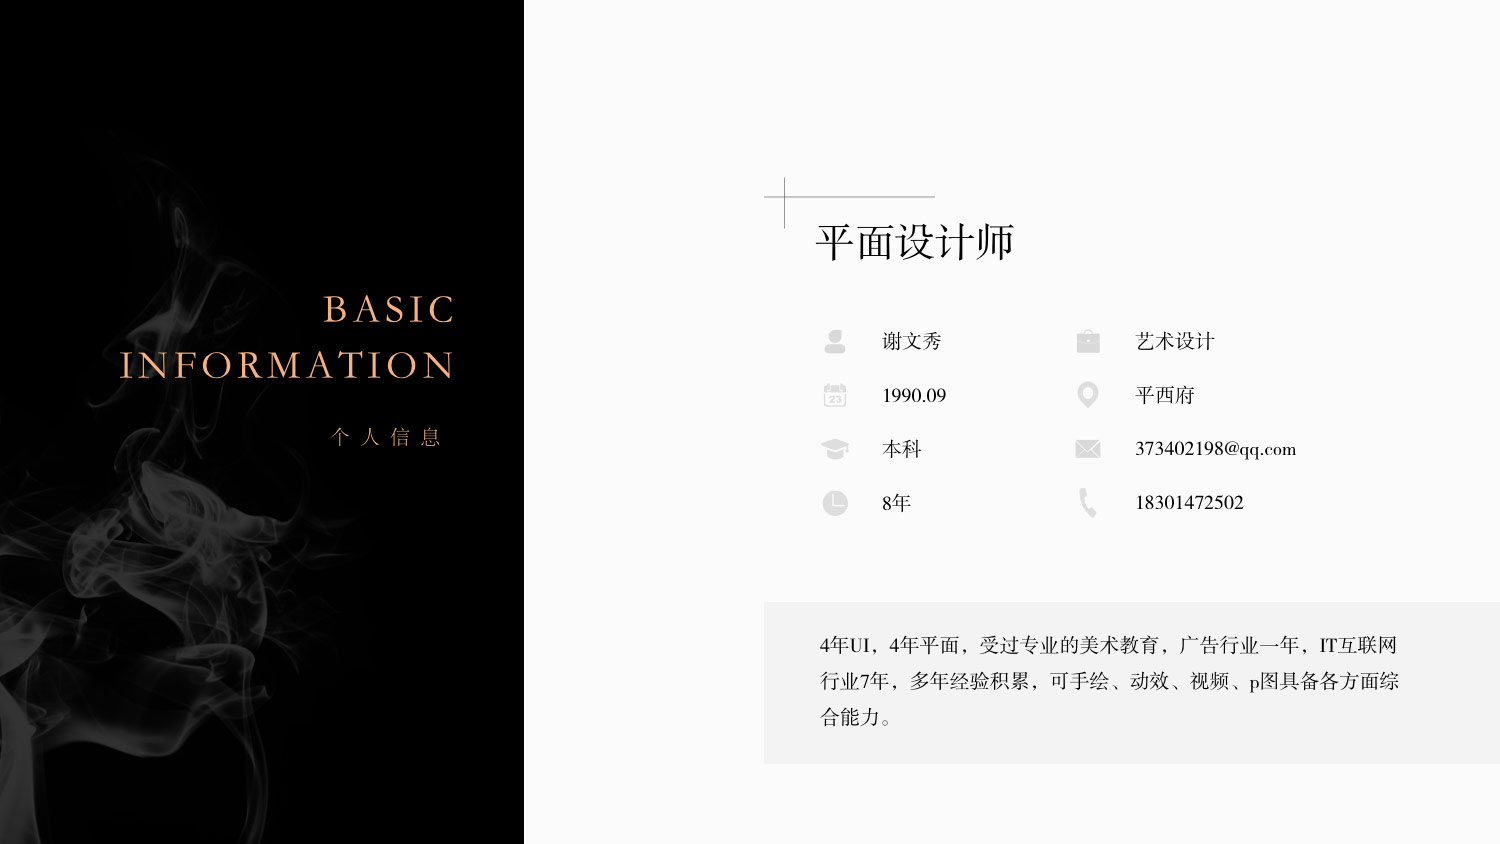 BASIC
INFORMATION
个人信息
平面设计师
谢文秀
艺术设计
1990.09
平西府
本科
373402198@qq.com
8年
18301472502
4年UI，4年平面，受过专业的美术教育，广告行业一年，IT互联网
行业7年，多年经验积累，可手绘、动效、视频、p图具备各方面综
合能力。
23